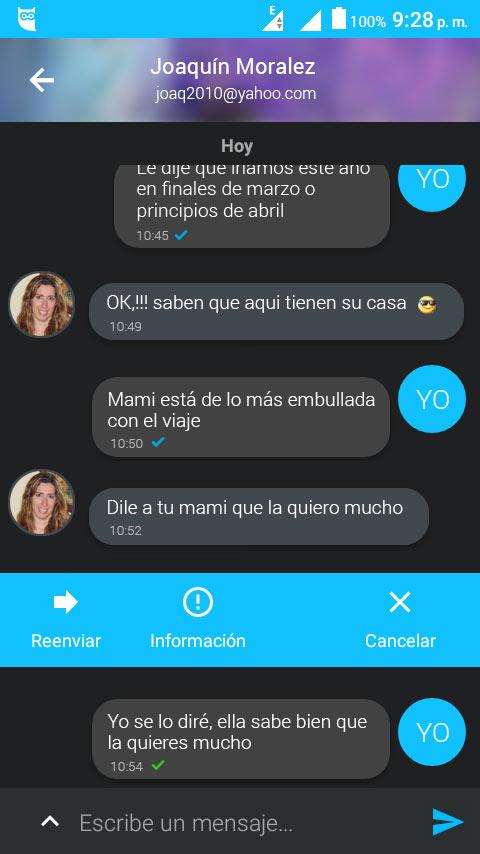 E
100% 9:28 p. m.
Joaquín Moralez
joaq2010@yahoo.com
Hoy
Le dije que iríamos este año
en finales de marzo o
principios de abril
10:45
YO
OK,!!! saben que aqui tienen su casa
10:49
Mami está de lo más embullada
con el viaje
10:50
YO
Dile a tu mami que la quiero mucho
10:52
Reenviar
Información
Cancelar
Yo se lo diré, ella sabe bien que
la quieres mucho
10:54
YO
Escribe un mensaje...